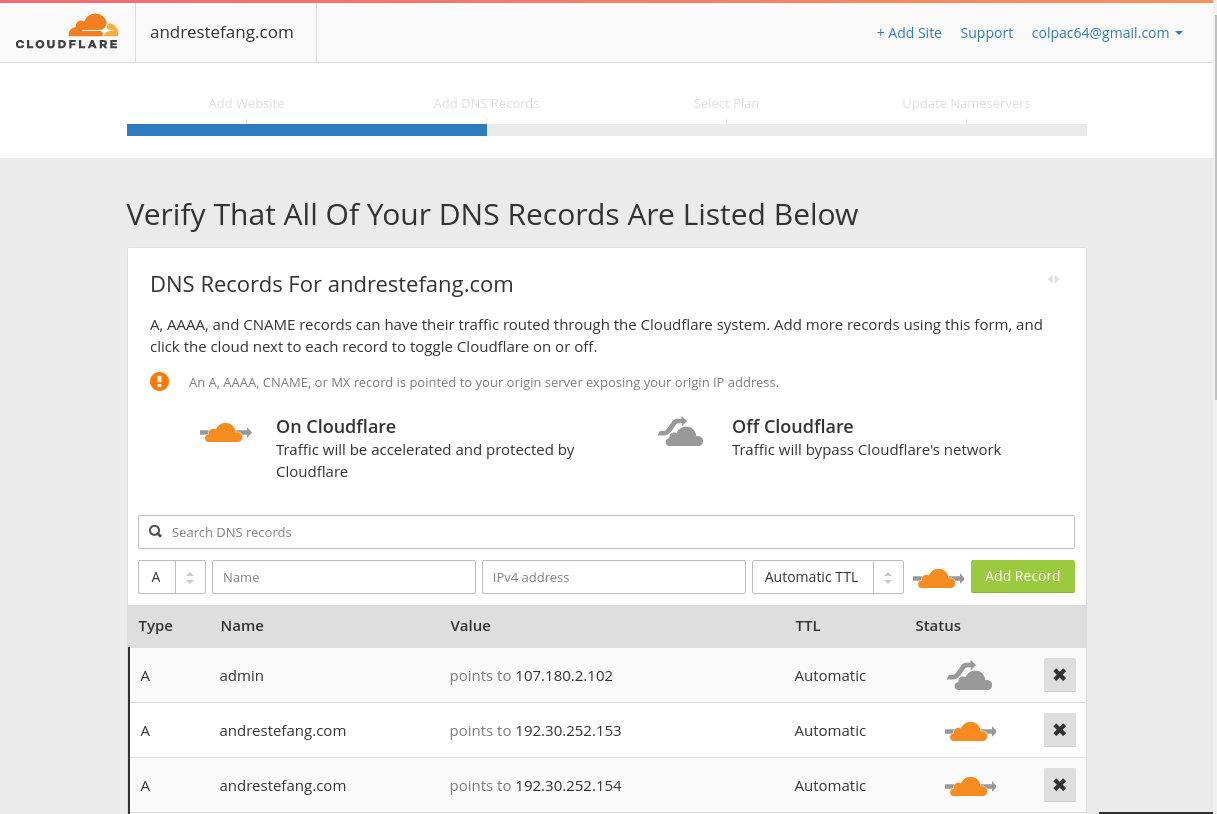 CLOUDFLARE
andrestefang.com
+ Add Site Support colpac64@gmail.com
Add Website Add DNS Records Select Plan Update Nameservers
Verify That All Of Your DNS Records Are Listed Below
DNS Records For andrestefang.com
A, AAAA, and CNAME records can have their traffic routed through the Cloudflare system. Add more records using this form, and
click the cloud next to each record to toggle Cloudflare on or off.
An A, AAAA, CNAME, or MX record is pointed to your origin server exposing your origin IP address.
On Cloudflare
Traffic will be accelerated and protected by
Cloudflare
Off Cloudflare
Traffic will bypass Cloudflare's network
Search DNS records
A Name IPv4 address Automatic TTL Add Record
Type Name Value TTL Status
A admin points to 107.180.2.102 Automatic
A andrestefang.com points to 192.30.252.153 Automatic
A andrestefang.com points to 192.30.252.154 Automatic